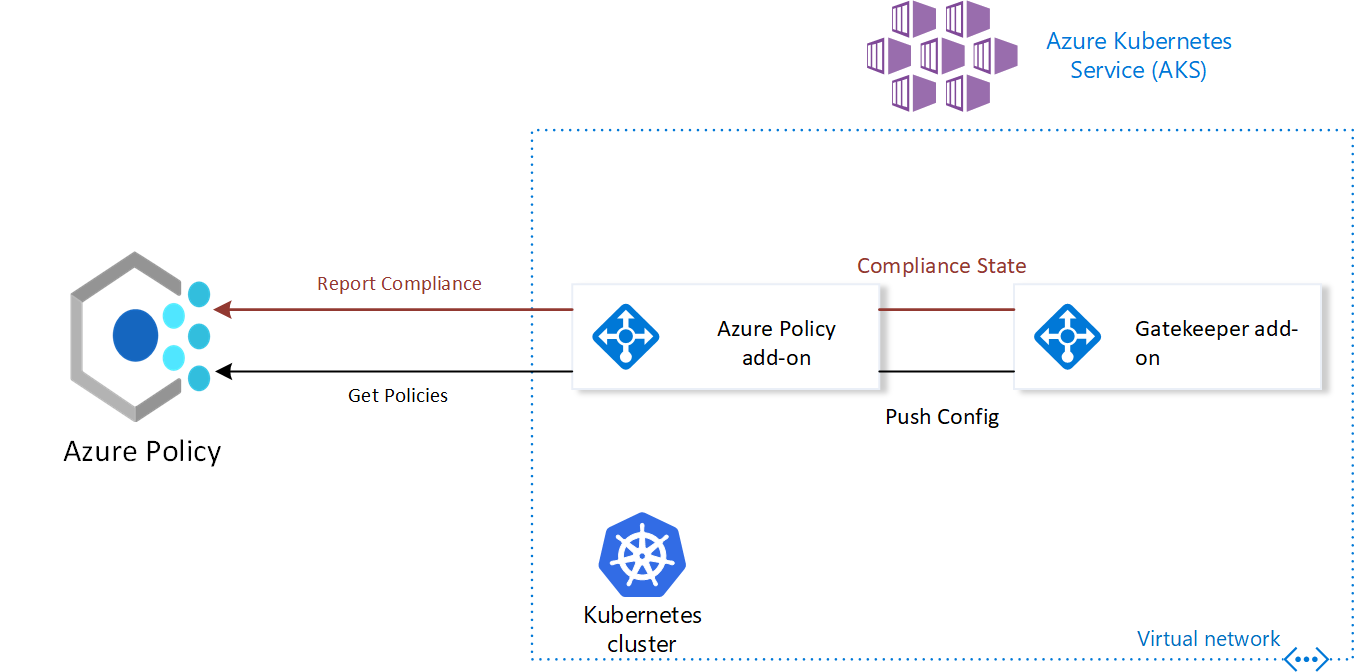 Azure Kubernetes
Service (AKS)
Compliance State
Report Compliance
Azure Policy
add-on
Gatekeeper add-
on
Get Policies
Push Config
Azure Policy
Kubernetes
cluster
Virtual network